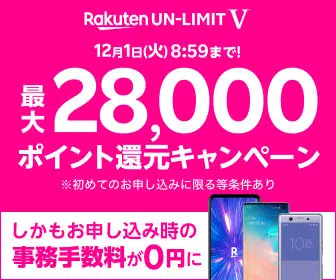 Rakuten UN-LIMIT V
12月1日(火) 8:59まで!
最大 28,000
ポイント還元キャンペーン
※初めてのお申し込みに限る等条件あり
しかもお申し込み時の
事務手数料が0円に